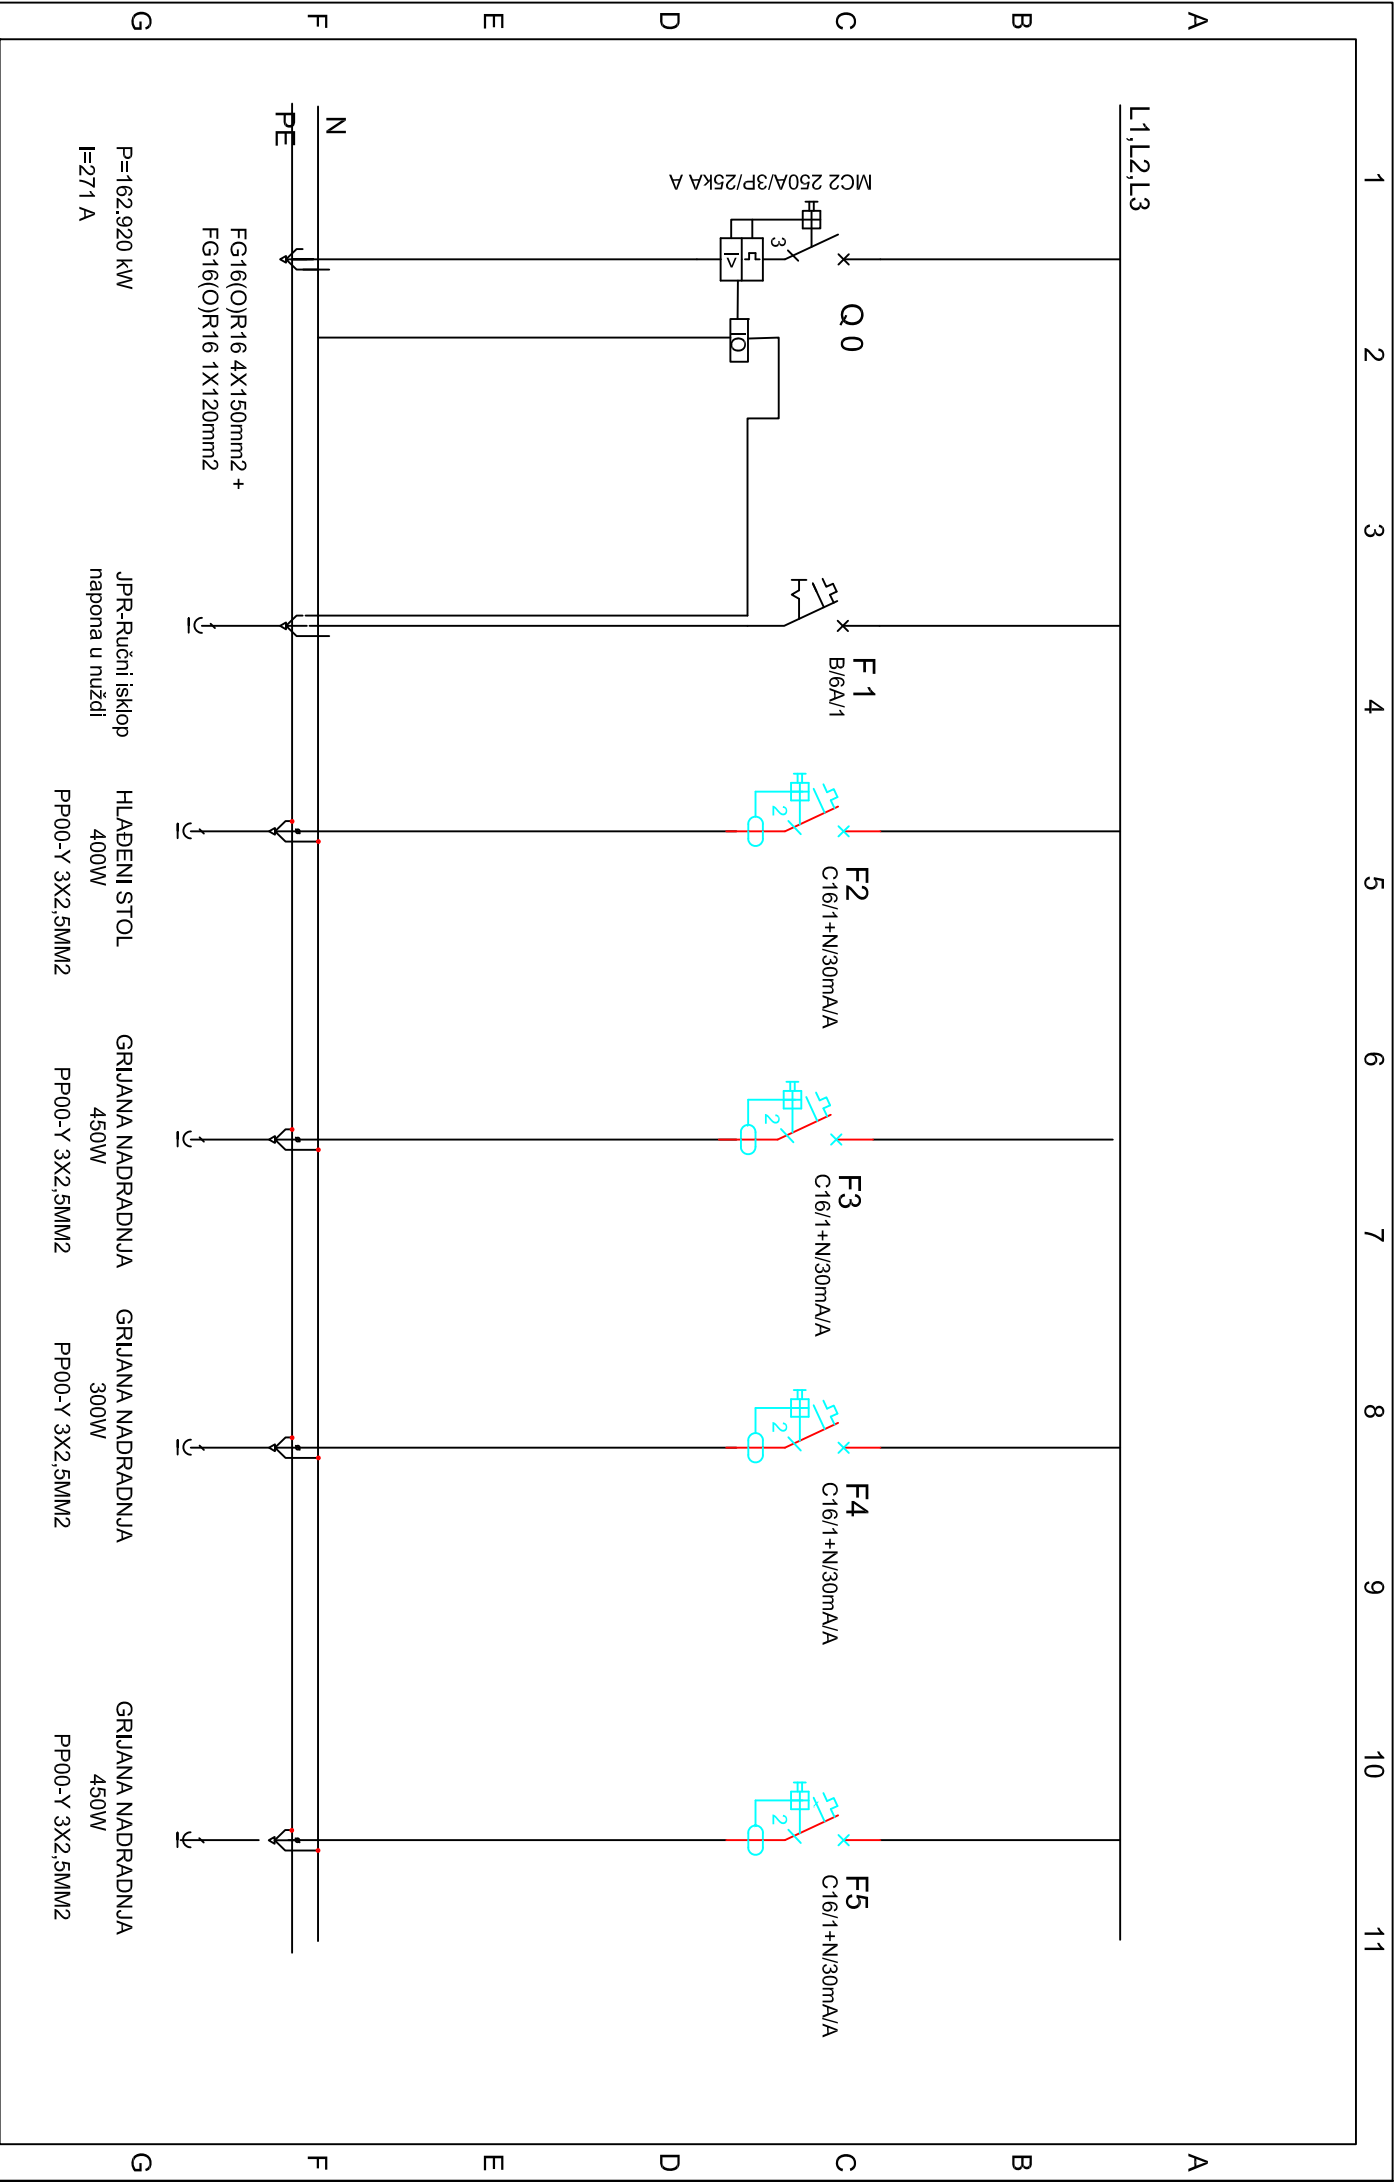 1 2 3 4 5 6 7 8 9 10 11
A
A
B
B
C
C
D
D
E
E
F
F
G
G
L1,L2,L3
MC2 250A/3P/25kA A
3
I>
Q 0
IO
F 1
B/6A/1
2
F2
C16/1+N/30mA/A
2
F3
C16/1+N/30mA/A
2
F4
C16/1+N/30mA/A
2
F5
C16/1+N/30mA/A
N
PE
FG16(O)R16 4X150mm2 +
FG16(O)R16 1X120mm2
P=162.920 kW
I=271 A
JPR-Ručni isklop
napona u nuždi
HLAĐENI STOL
400W
PP00-Y 3X2,5MM2
GRIJANA NADRADNJA
450W
PP00-Y 3X2,5MM2
GRIJANA NADRADNJA
300W
PP00-Y 3X2,5MM2
GRIJANA NADRADNJA
450W
PP00-Y 3X2,5MM2